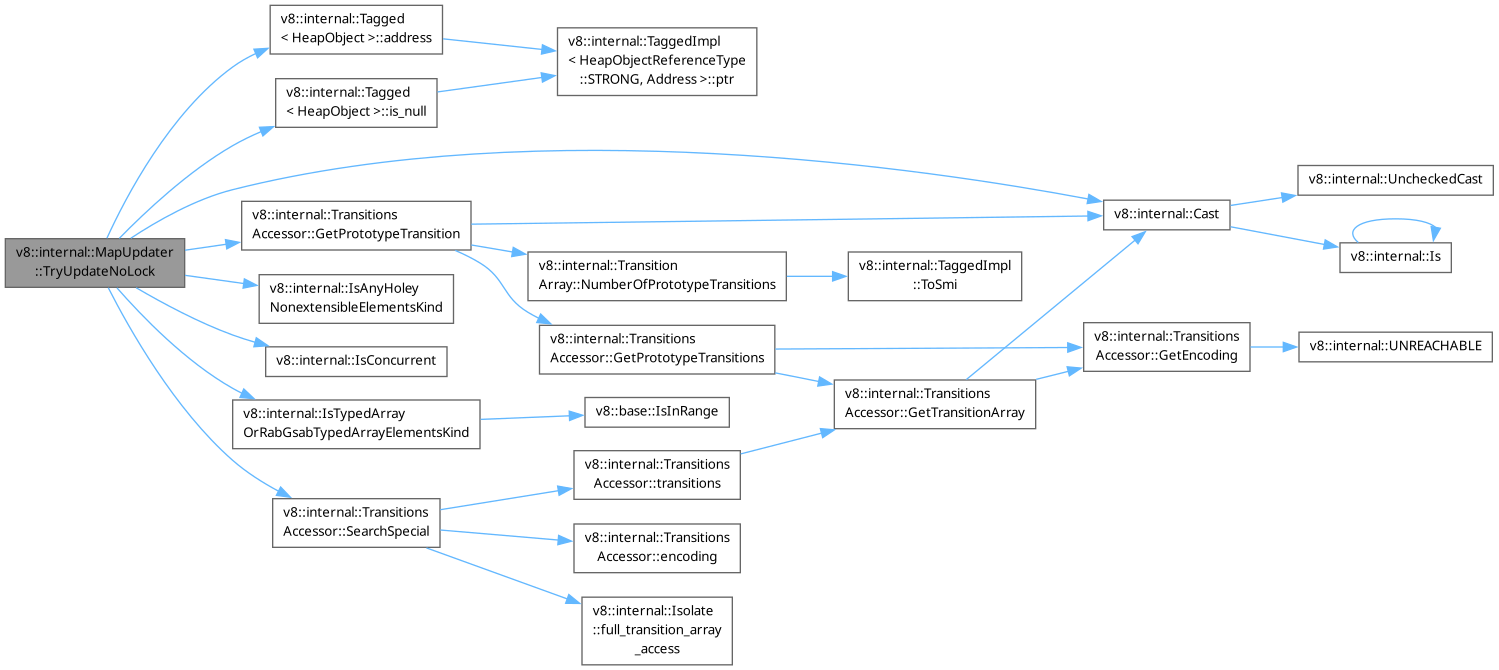 v8::internal::MapUpdater
::TryUpdateNoLock
v8::internal::Tagged
< HeapObject >::address
v8::internal::TaggedImpl
< HeapObjectReferenceType
::STRONG, Address >::ptr
v8::internal::Tagged
< HeapObject >::is_null
v8::internal::Cast
v8::internal::UncheckedCast
v8::internal::Is
v8::internal::Transitions
Accessor::GetPrototypeTransition
v8::internal::Transition
Array::NumberOfPrototypeTransitions
v8::internal::TaggedImpl
::ToSmi
v8::internal::Transitions
Accessor::GetPrototypeTransitions
v8::internal::Transitions
Accessor::GetEncoding
v8::internal::UNREACHABLE
v8::internal::Transitions
Accessor::GetTransitionArray
v8::internal::IsAnyHoley
NonextensibleElementsKind
v8::internal::IsConcurrent
v8::internal::IsTypedArray
OrRabGsabTypedArrayElementsKind
v8::base::IsInRange
v8::internal::Transitions
Accessor::SearchSpecial
v8::internal::Transitions
Accessor::transitions
v8::internal::Transitions
Accessor::encoding
v8::internal::Isolate
::full_transition_array
_access